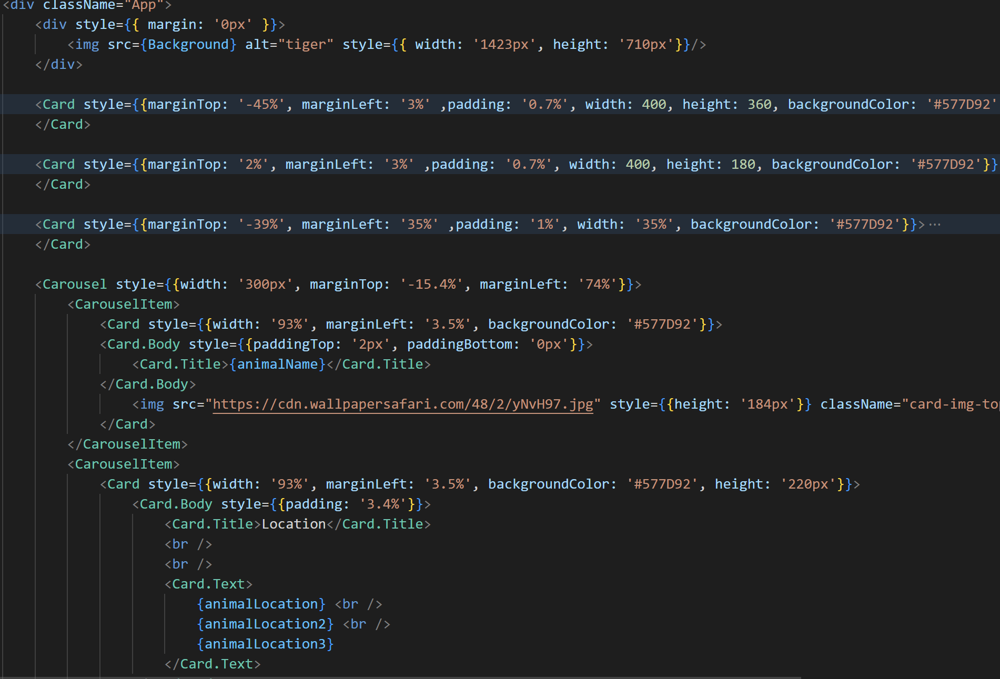 <div className="App">
<div style={{ margin: '0px' }}>
<img src={Background} alt="tiger" style={{ width: '1423px', height: '710px'}}/>
</div>
<Card style={{marginTop: '-45%', marginLeft: '3%' ,padding: '0.7%', width: 400, height: 360, backgroundColor: '#577D92'
</Card>
<Card style={{marginTop: '2%', marginLeft: '3%' ,padding: '0.7%', width: 400, height: 180, backgroundColor: '#577D92'}}
</Card>
<Card style={{marginTop: '-39%', marginLeft: '35%' ,padding: '1%', width: '35%', backgroundColor: '#577D92'}}>···
</Card>
<Carousel style={{width: '300px', marginTop: '-15.4%', marginLeft: '74%'}}>
<CarouselItem>
<Card style={{width: '93%', marginLeft: '3.5%', backgroundColor: '#577D92'}}>
<Card.Body style={{paddingTop: '2px', paddingBottom: '0px'}}>
<Card.Title>{animalName}</Card.Title>
</Card.Body>
<img src="https://cdn.wallpapersafari.com/48/2/yNvH97.jpg" style={{height: '184px'}} className="card-img-to
</Card>
</CarouselItem>
<CarouselItem>
<Card style={{width: '93%', marginLeft: '3.5%', backgroundColor: '#577D92', height: '220px'}}>
<Card.Body style={{padding: '3.4%'}}>
<Card.Title>Location</Card.Title>
<br />
<br />
<Card.Text>
{animalLocation} <br />
{animalLocation2} <br />
{animalLocation3}
</Card.Text>